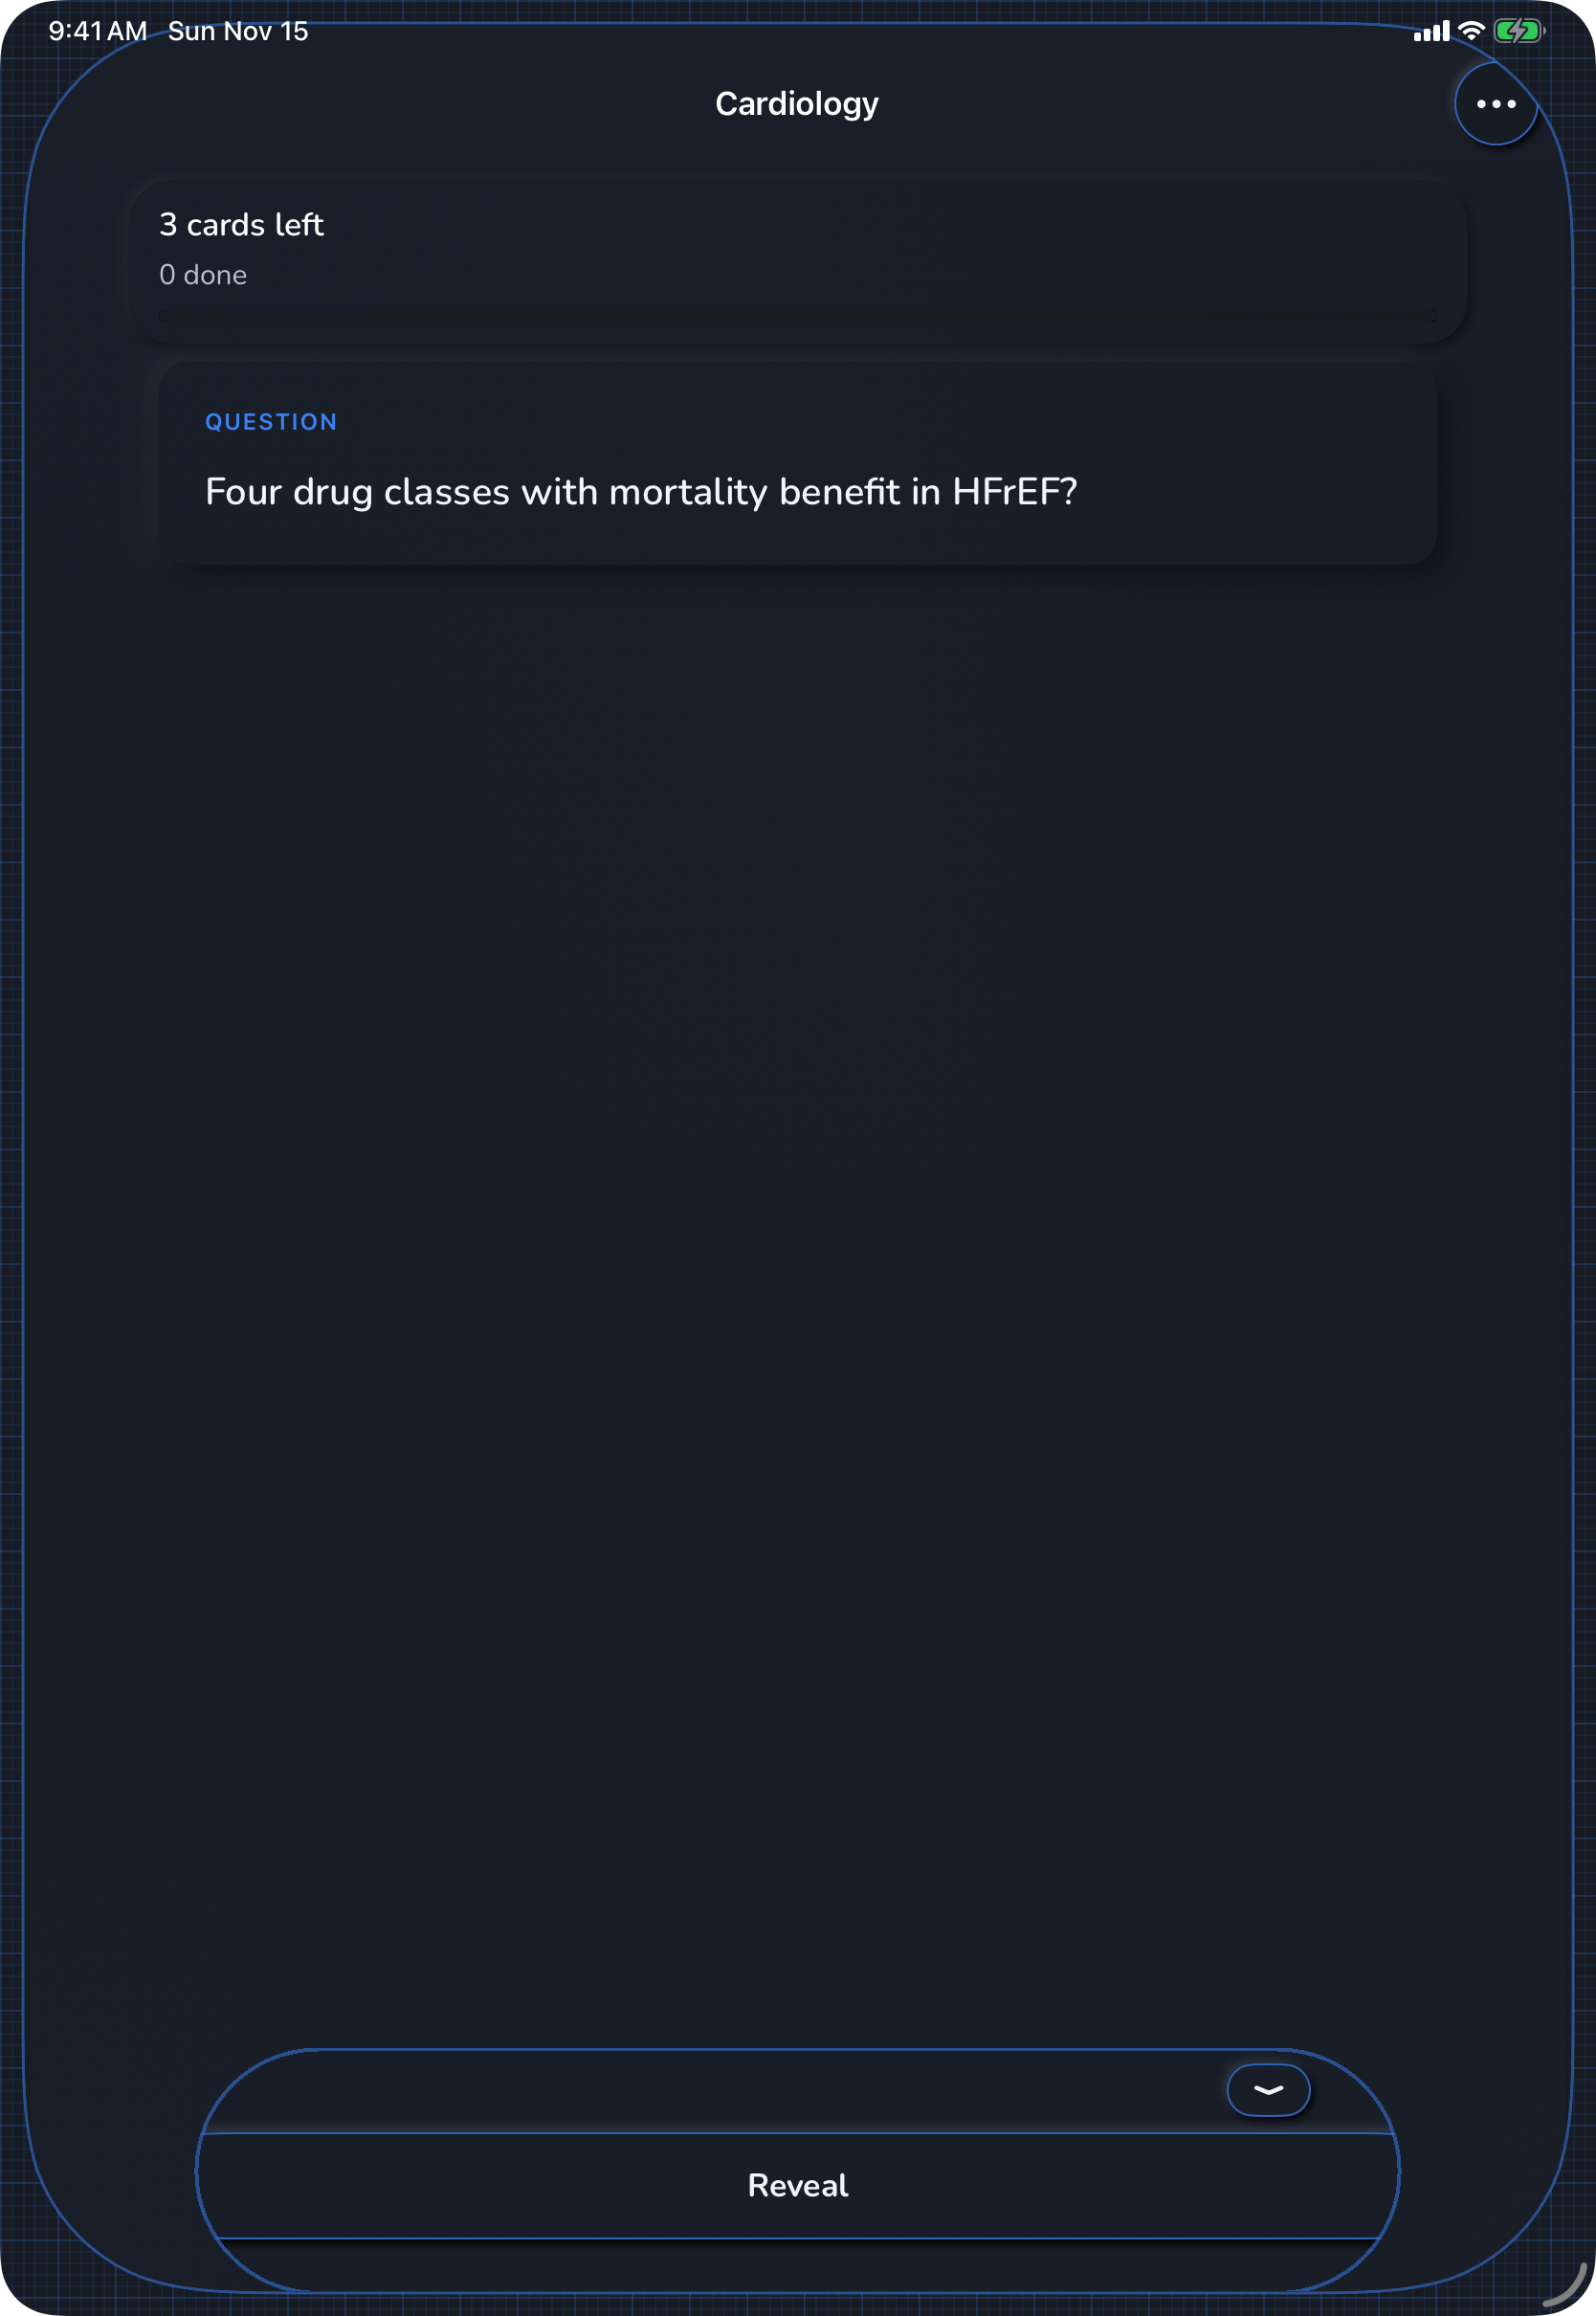 9:41 AM Sun Nov 15
Cardiology
3 cards left
0 done
QUESTION
Four drug classes with mortality benefit in HFrEF?
Reveal